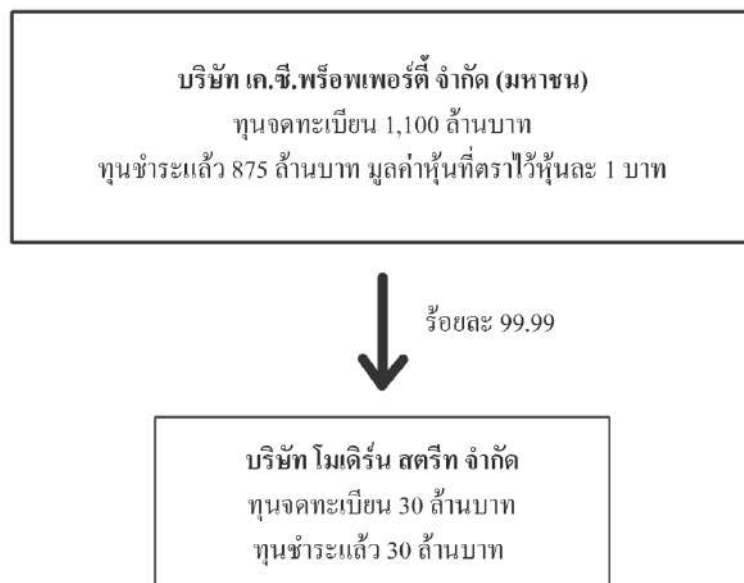 บริษัท เค.ซี.พร็อพเพอร์ตี้ จำกัด (มหาชน)
ทุนจดทะเบียน 1,100 ล้านบาท
ทุนชำระแล้ว 875 ล้านบาท มูลค่าหุ้นที่ตราไว้หุ้นละ 1 บาท
ร้อยละ 99.99
บริษัท โมเดิร์น สตรีท จำกัด
ทุนจดทะเบียน 30 ล้านบาท
ทุนชำระแล้ว 30 ล้านบาท